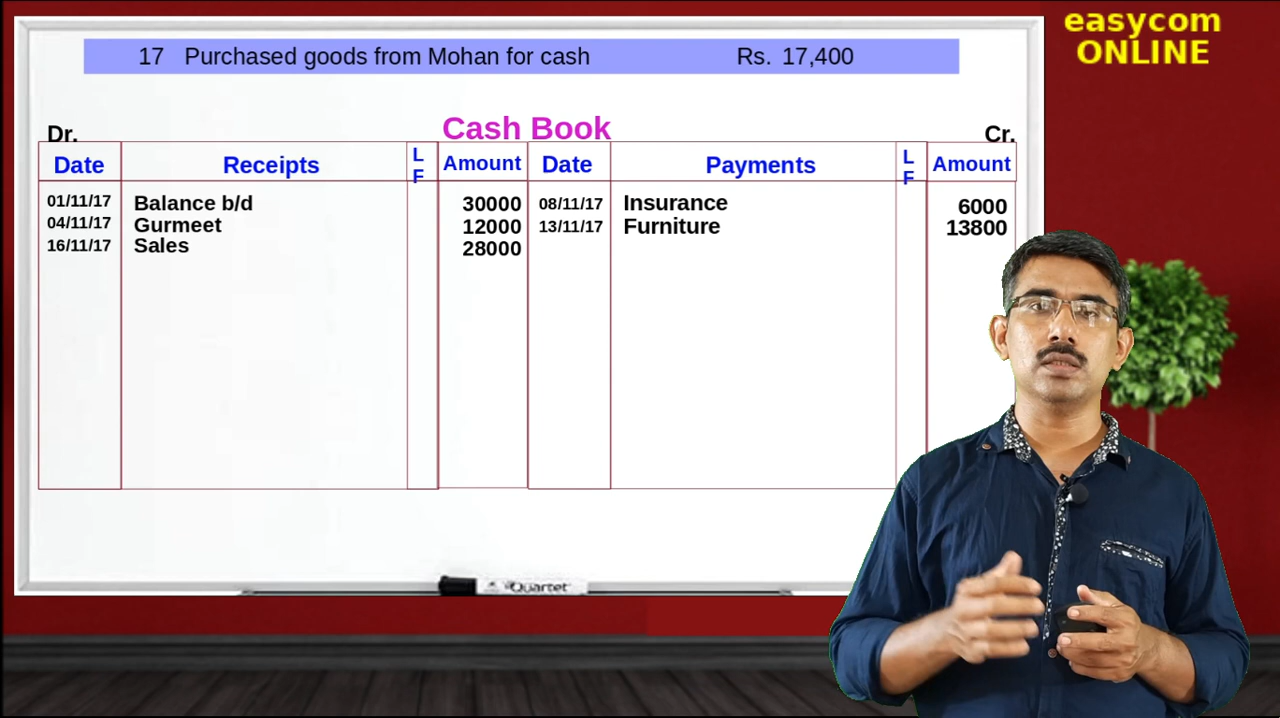 easycom
ONLINE
17 Purchased goods from Mohan for cash Rs. 17,400
Cash Book
Dr. Cr.
Date Receipts L F Amount Date Payments L F Amount
01/11/17 Balance b/d 30000 08/11/17 Insurance 6000
04/11/17 Gurmeet 12000 13/11/17 Furniture 13800
16/11/17 Sales 28000
Quartet